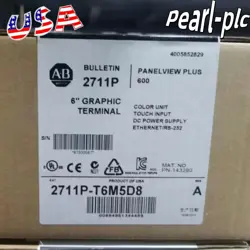 USA
Pearl-plc
4005852829
AB
BULLETIN
2711P
PANELVIEW PLUS
600
6" GRAPHIC
TERMINAL
COLOR UNIT
TOUCH INPUT
DC POWER SUPPLY
ETHERNET/RS-232
S/N
CAT
2711P-T6M5D8
A